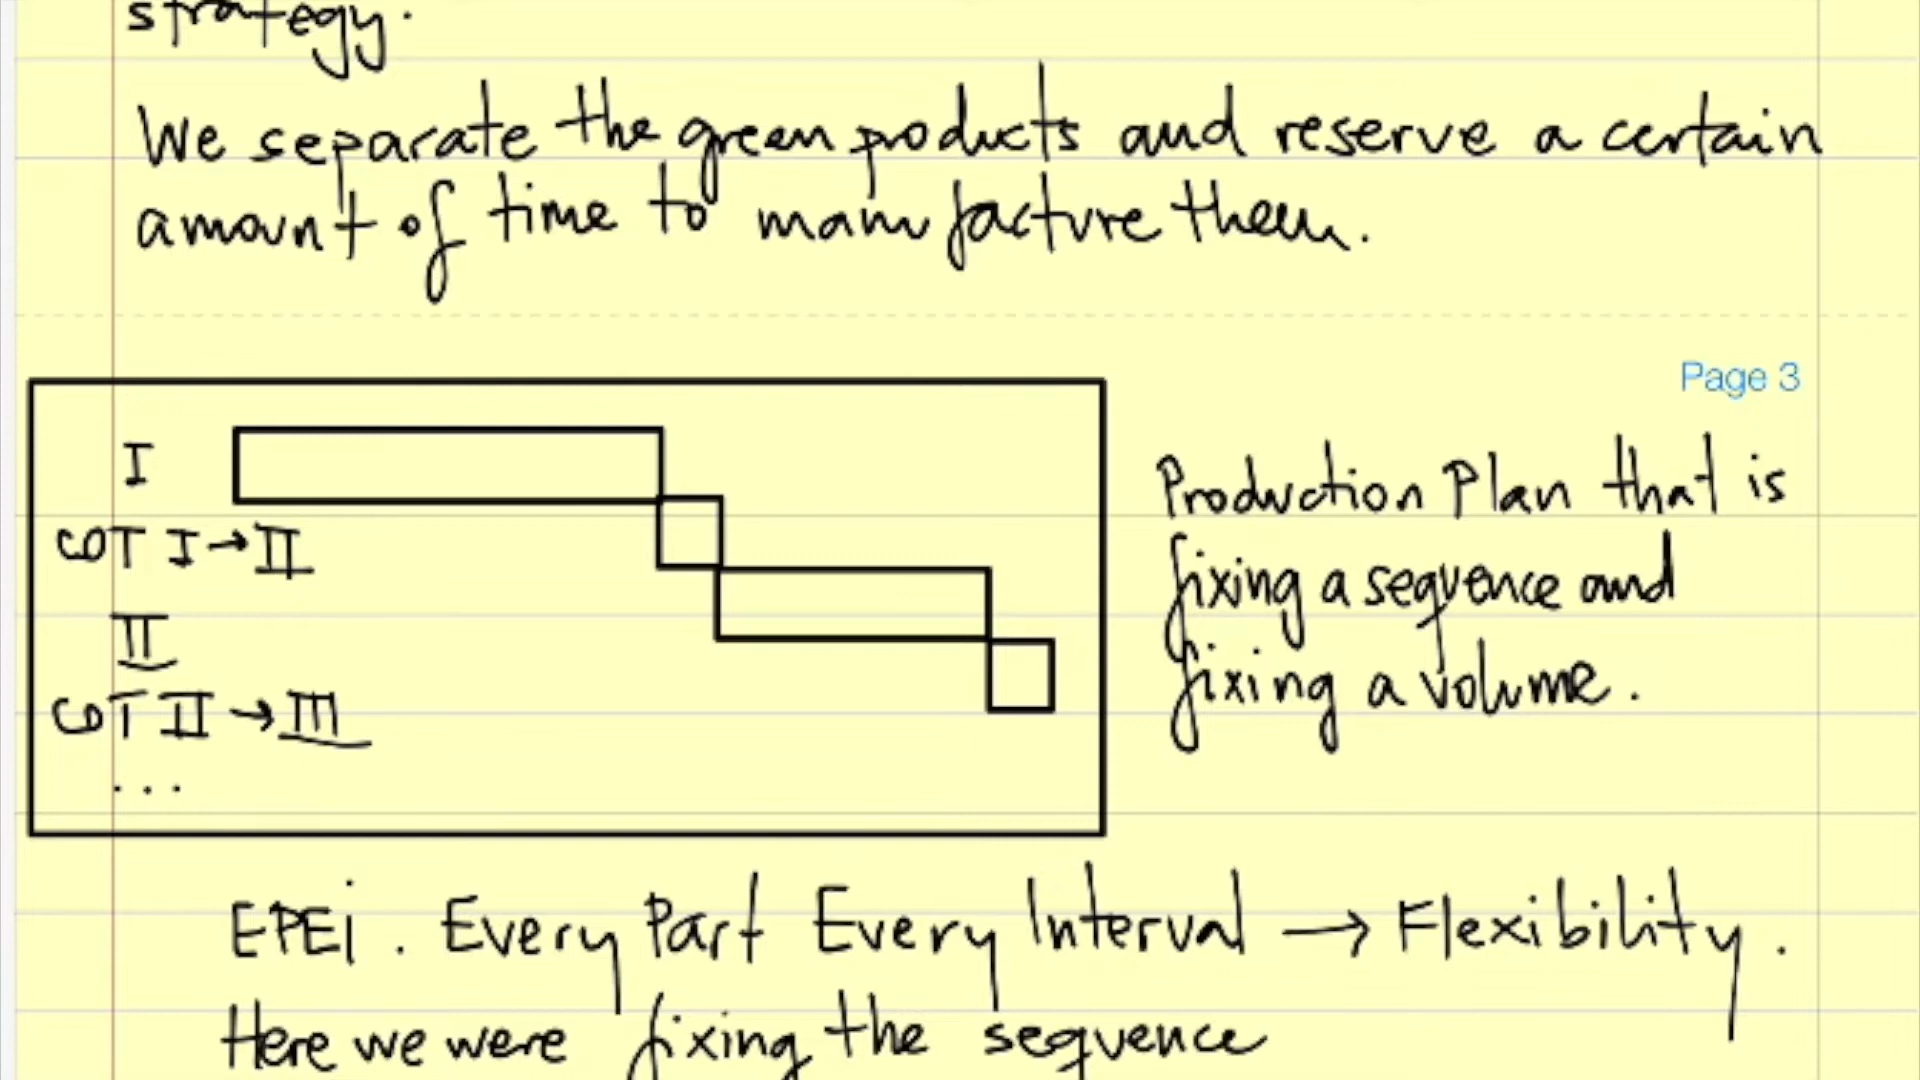 strategy.
We separate the green products and reserve a certain
amount of time to manufacture them.
Page 3
I
COT I → II
II
COT II → III
...
Production Plan that is
fixing a sequence and
fixing a volume.
EPEi. Every Part Every Interval → Flexibility.
Here we were fixing the sequence